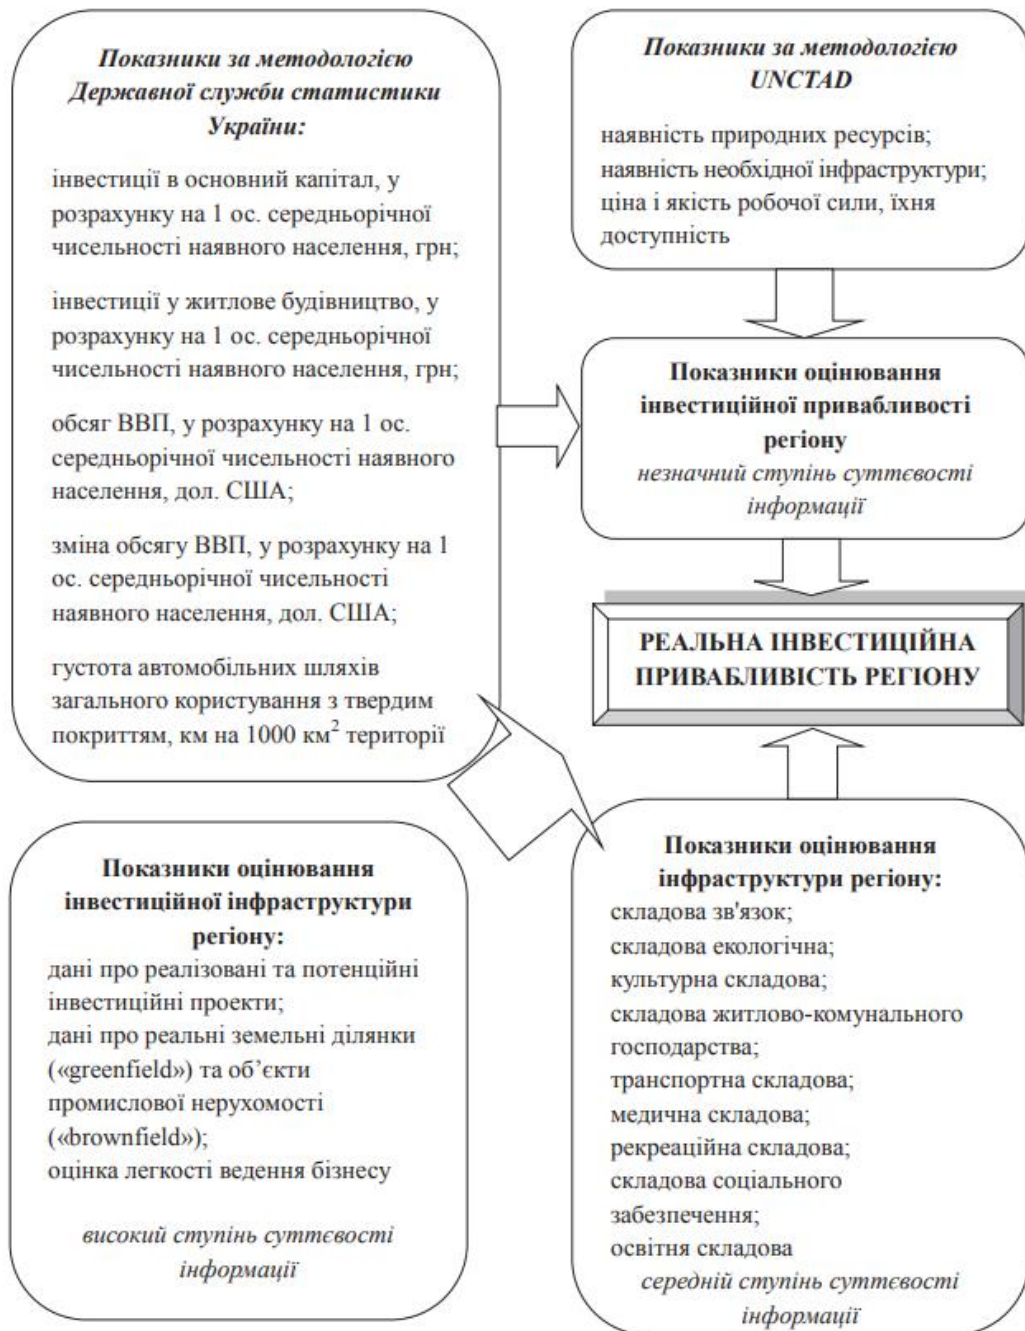 Показники за методологією
Державної служби статистики
України:
інвестиції в основний капітал, у
розрахунку на 1 ос. середньорічної
чисельності наявного населення, грн;
інвестиції у житлове будівництво, у
розрахунку на 1 ос. середньорічної
чисельності наявного населення, грн;
обсяг ВВП, у розрахунку на 1 ос.
середньорічної чисельності наявного
населення, дол. США;
зміна обсягу ВВП, у розрахунку на 1
ос. середньорічної чисельності
наявного населення, дол. США;
густота автомобільних шляхів
загального користування з твердим
покриттям, км на 1000 км² території
Показники за методологією
UNCTAD
наявність природних ресурсів;
наявність необхідної інфраструктури;
ціна і якість робочої сили, їхня
доступність
Показники оцінювання
інвестиційної привабливості
регіону
незначний ступінь суттєвості
інформації
РЕАЛЬНА ІНВЕСТИЦІЙНА
ПРИВАБЛИВІСТЬ РЕГІОНУ
Показники оцінювання
інвестиційної інфраструктури
регіону:
дані про реалізовані та потенційні
інвестиційні проекти;
дані про реальні земельні ділянки
(«greenfield») та об’єкти
промислової нерухомості
(«brownfield»);
оцінка легкості ведення бізнесу
високий ступінь суттєвості
інформації
Показники оцінювання
інфраструктури регіону:
складова зв'язок;
складова екологічна;
культурна складова;
складова житлово-комунального
господарства;
транспортна складова;
медична складова;
рекреаційна складова;
складова соціального
забезпечення;
освітня складова
середній ступінь суттєвості
інформації